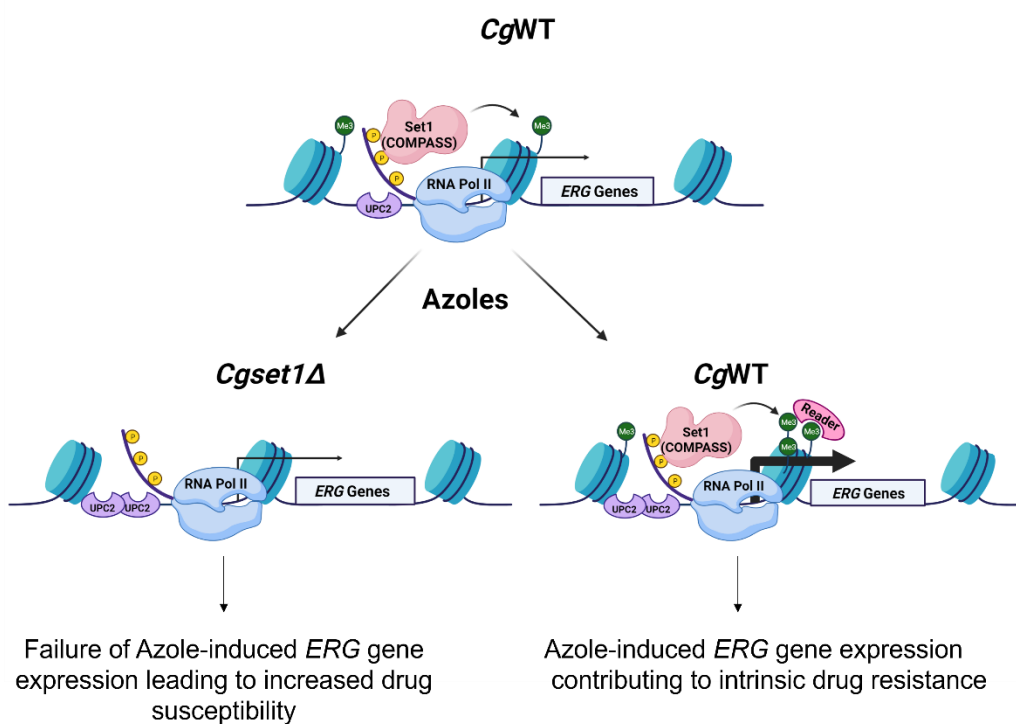 CgWT
Me3
Me3
P
P
P
Set1
(COMPASS)
RNA Pol II
UPC2
ERG Genes
Azoles
Cgset1Δ
P
P
P
RNA Pol II
UPC2 UPC2
ERG Genes
CgWT
Me3
P
P
Set1
(COMPASS)
Me3
Me3
Me3
Reader
RNA Pol II
UPC2 UPC2
P
ERG Genes
Failure of Azole-induced ERG gene
expression leading to increased drug
susceptibility
Azole-induced ERG gene expression
contributing to intrinsic drug resistance